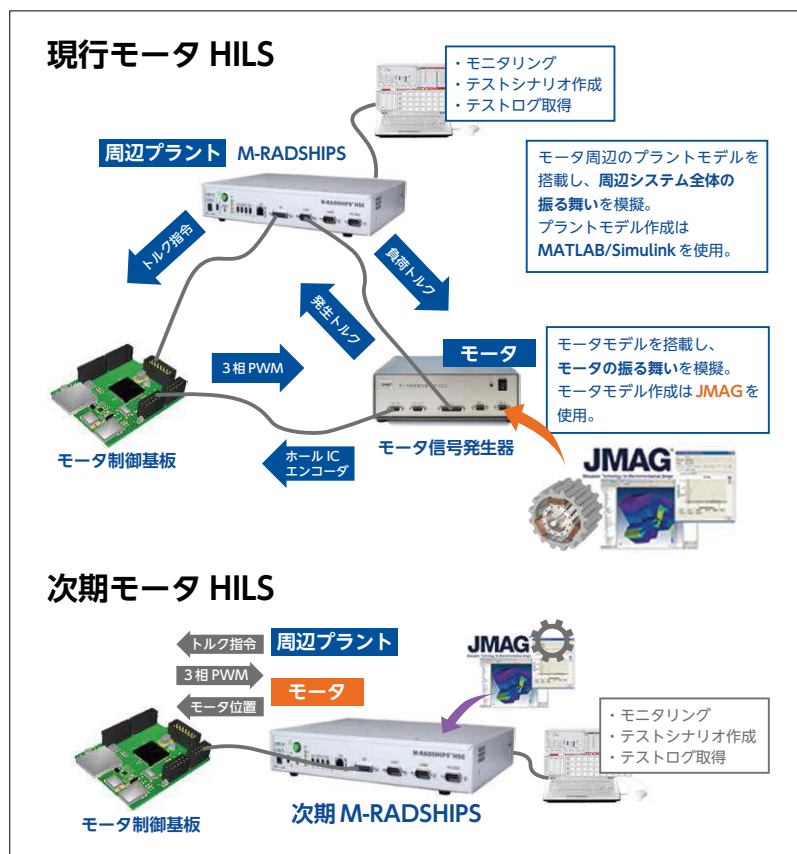 現行モータ HILS
・モニタリング
・テストシナリオ作成
・テストログ取得
周辺プラント M-RADSHIPS
モータ周辺のプラントモデルを
搭載し、周辺システム全体の
振る舞いを模擬。
プラントモデル作成は
MATLAB/Simulink を使用。
M-RADSHIPS HSE
トルク指令
負荷トルク
発生トルク
3相 PWM
モータ
モータモデルを搭載し、
モータの振る舞いを模擬。
モータモデル作成は JMAG を
使用。
モータ制御基板
ホール IC
エンコーダ
モータ信号発生器
JMAG
次期モータ HILS
トルク指令
周辺プラント
3相 PWM
モータ
モータ位置
JMAG
・モニタリング
・テストシナリオ作成
・テストログ取得
M-RADSHIPS HSE
モータ制御基板
次期 M-RADSHIPS